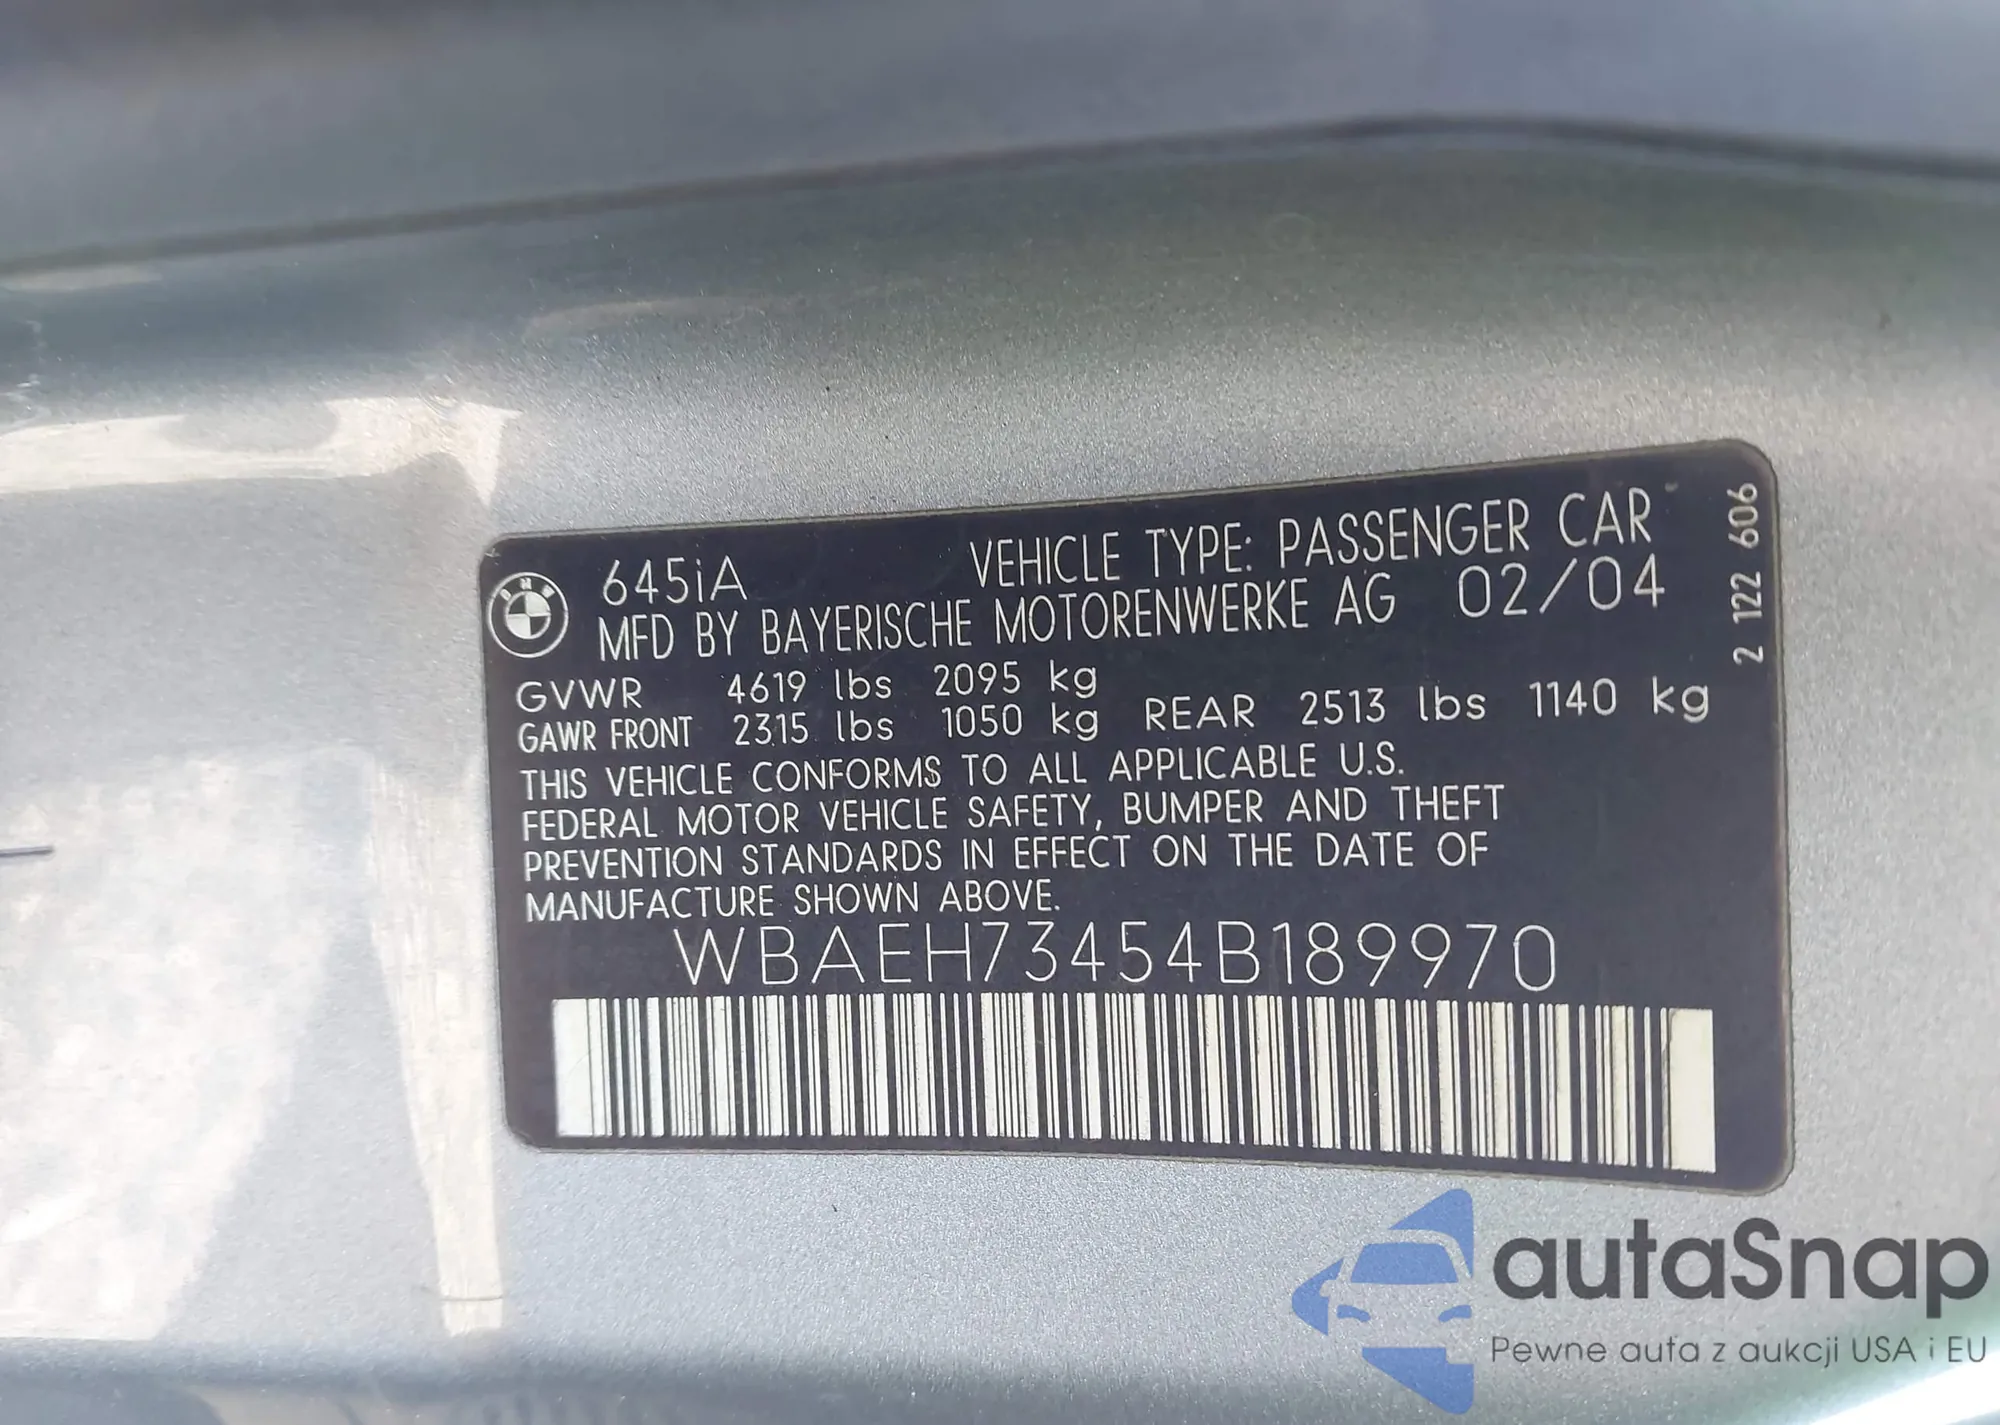 645iA VEHICLE TYPE: PASSENGER CAR
MFD BY BAYERISCHE MOTORENWERKE AG 02/04
GVWR 4619 lbs 2095 kg
GAWR FRONT 2315 lbs 1050 kg REAR 2513 lbs 1140 kg
THIS VEHICLE CONFORMS TO ALL APPLICABLE U.S.
FEDERAL MOTOR VEHICLE SAFETY, BUMPER AND THEFT
PREVENTION STANDARDS IN EFFECT ON THE DATE OF
MANUFACTURE SHOWN ABOVE.
WBAEH73454B189970
2 122 606
BMW
autaSnap
Pewne auta z aukcji USA i EU